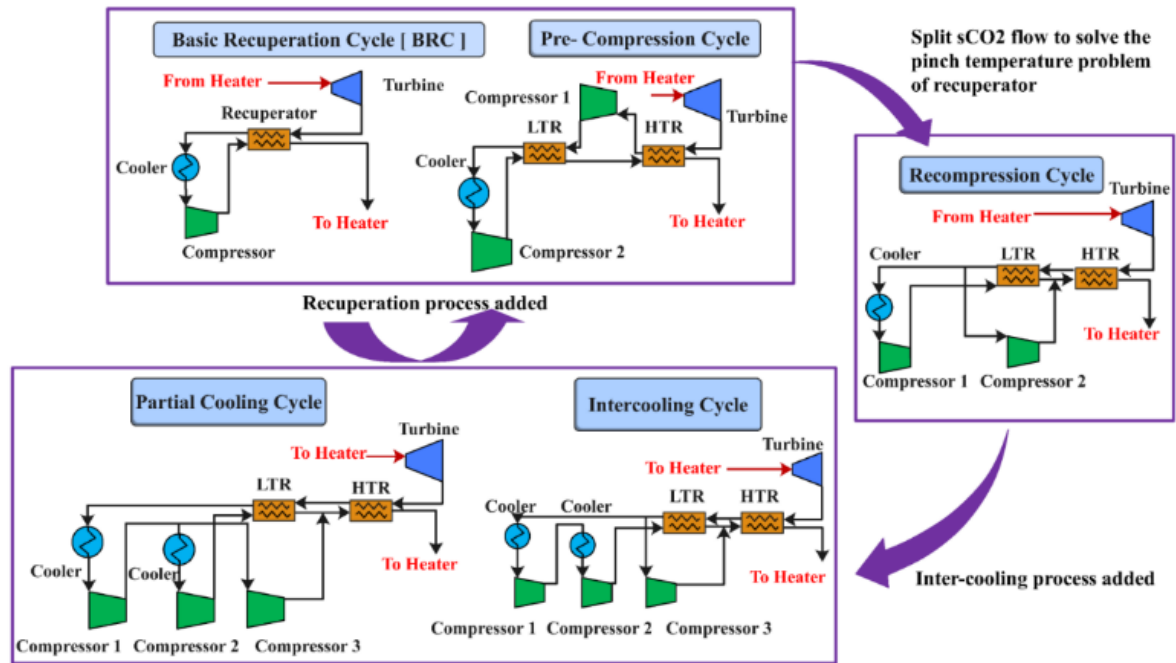 Basic Recuperation Cycle [ BRC ]
From Heater
Turbine
Recuperator
Cooler
Compressor
To Heater
Pre- Compression Cycle
From Heater
Compressor 1
Turbine
LTR
HTR
Cooler
Compressor 2
To Heater
Split sCO2 flow to solve the
pinch temperature problem
of recuperator
Recompression Cycle
Turbine
From Heater
Cooler
LTR
HTR
To Heater
Compressor 1
Compressor 2
Recuperation process added
Partial Cooling Cycle
Turbine
To Heater
LTR
HTR
Cooler
Cooler
To Heater
Compressor 1
Compressor 2
Compressor 3
Intercooling Cycle
Turbine
To Heater
LTR
HTR
Cooler
Cooler
To Heater
Compressor 1
Compressor 2
Compressor 3
Inter-cooling process added